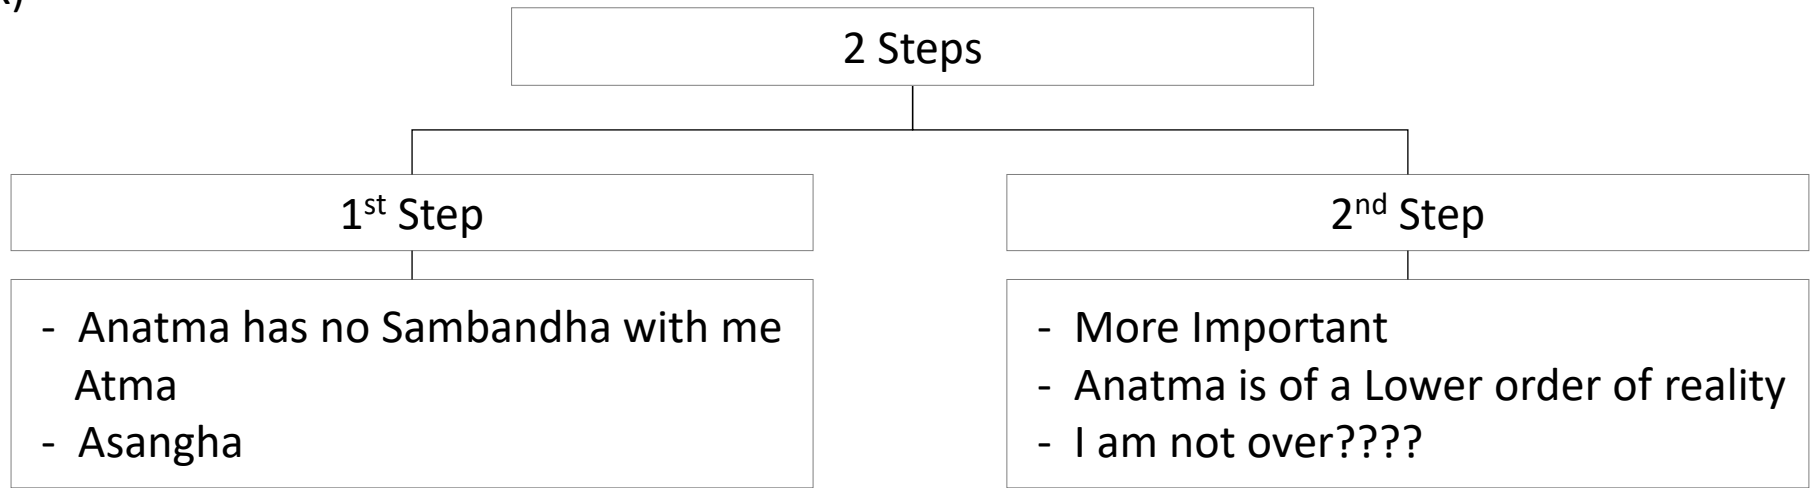 2 Steps
1st Step
- Anatma has no Sambandha with me
Atma
- Asangha
2nd Step
- More Important
- Anatma is of a Lower order of reality
- I am not over????